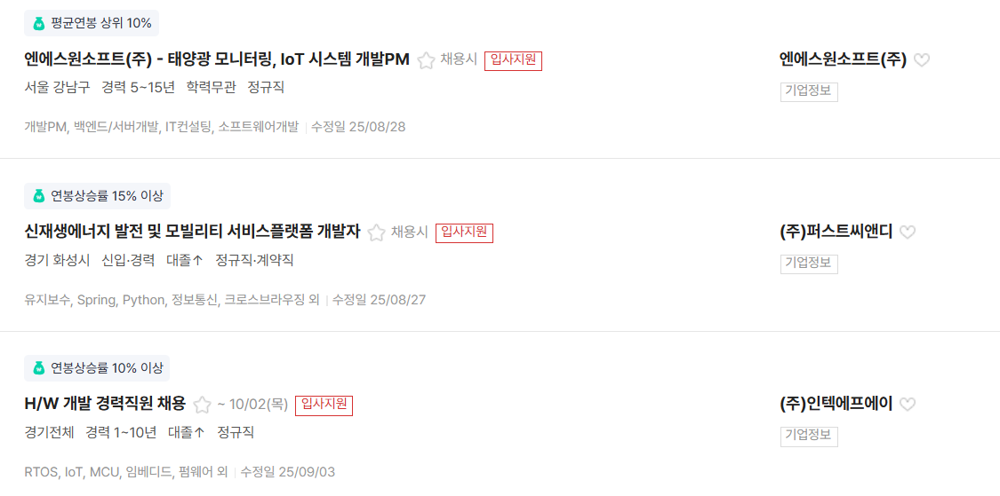 평균연봉 상위 10%
엔에스원소프트(주) - 태양광 모니터링, IoT 시스템 개발PM 채용시 입사지원 엔에스원소프트(주)
서울 강남구 경력 5~15년 학력무관 정규직 기업정보
개발PM, 백엔드/서버개발, IT컨설팅, 소프트웨어개발 | 수정일 25/08/28
연봉상승률 15% 이상
신재생에너지 발전 및 모빌리티 서비스플랫폼 개발자 채용시 입사지원 (주)퍼스트씨앤디
경기 화성시 신입·경력 대졸↑ 정규직·계약직 기업정보
유지보수, Spring, Python, 정보통신, 크로스브라우징 외 | 수정일 25/08/27
연봉상승률 10% 이상
H/W 개발 경력직원 채용 ~ 10/02(목) 입사지원 (주)인텍에프에이
경기전체 경력 1~10년 대졸↑ 정규직 기업정보
RTOS, IoT, MCU, 임베디드, 펌웨어 외 | 수정일 25/09/03